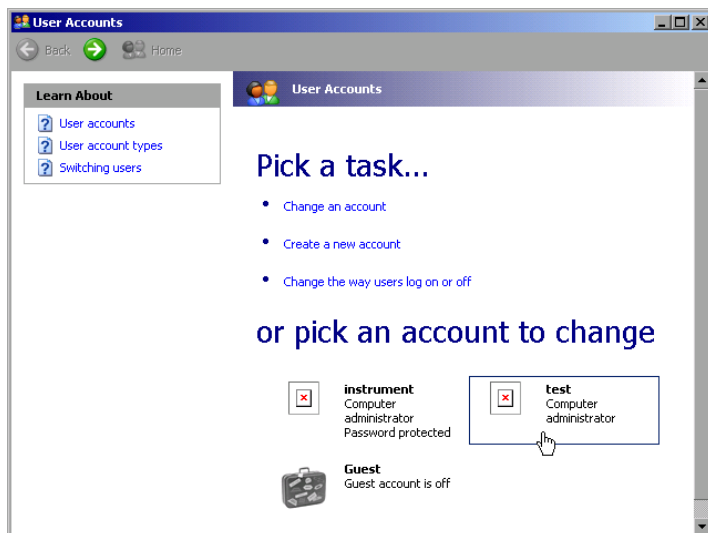 User Accounts
Back
Home
Learn About
User accounts
User account types
Switching users
User Accounts
Pick a task...
Change an account
Create a new account
Change the way users log on or off
or pick an account to change
instrument
Computer
administrator
Password protected
test
Computer
administrator
Guest
Guest account is off